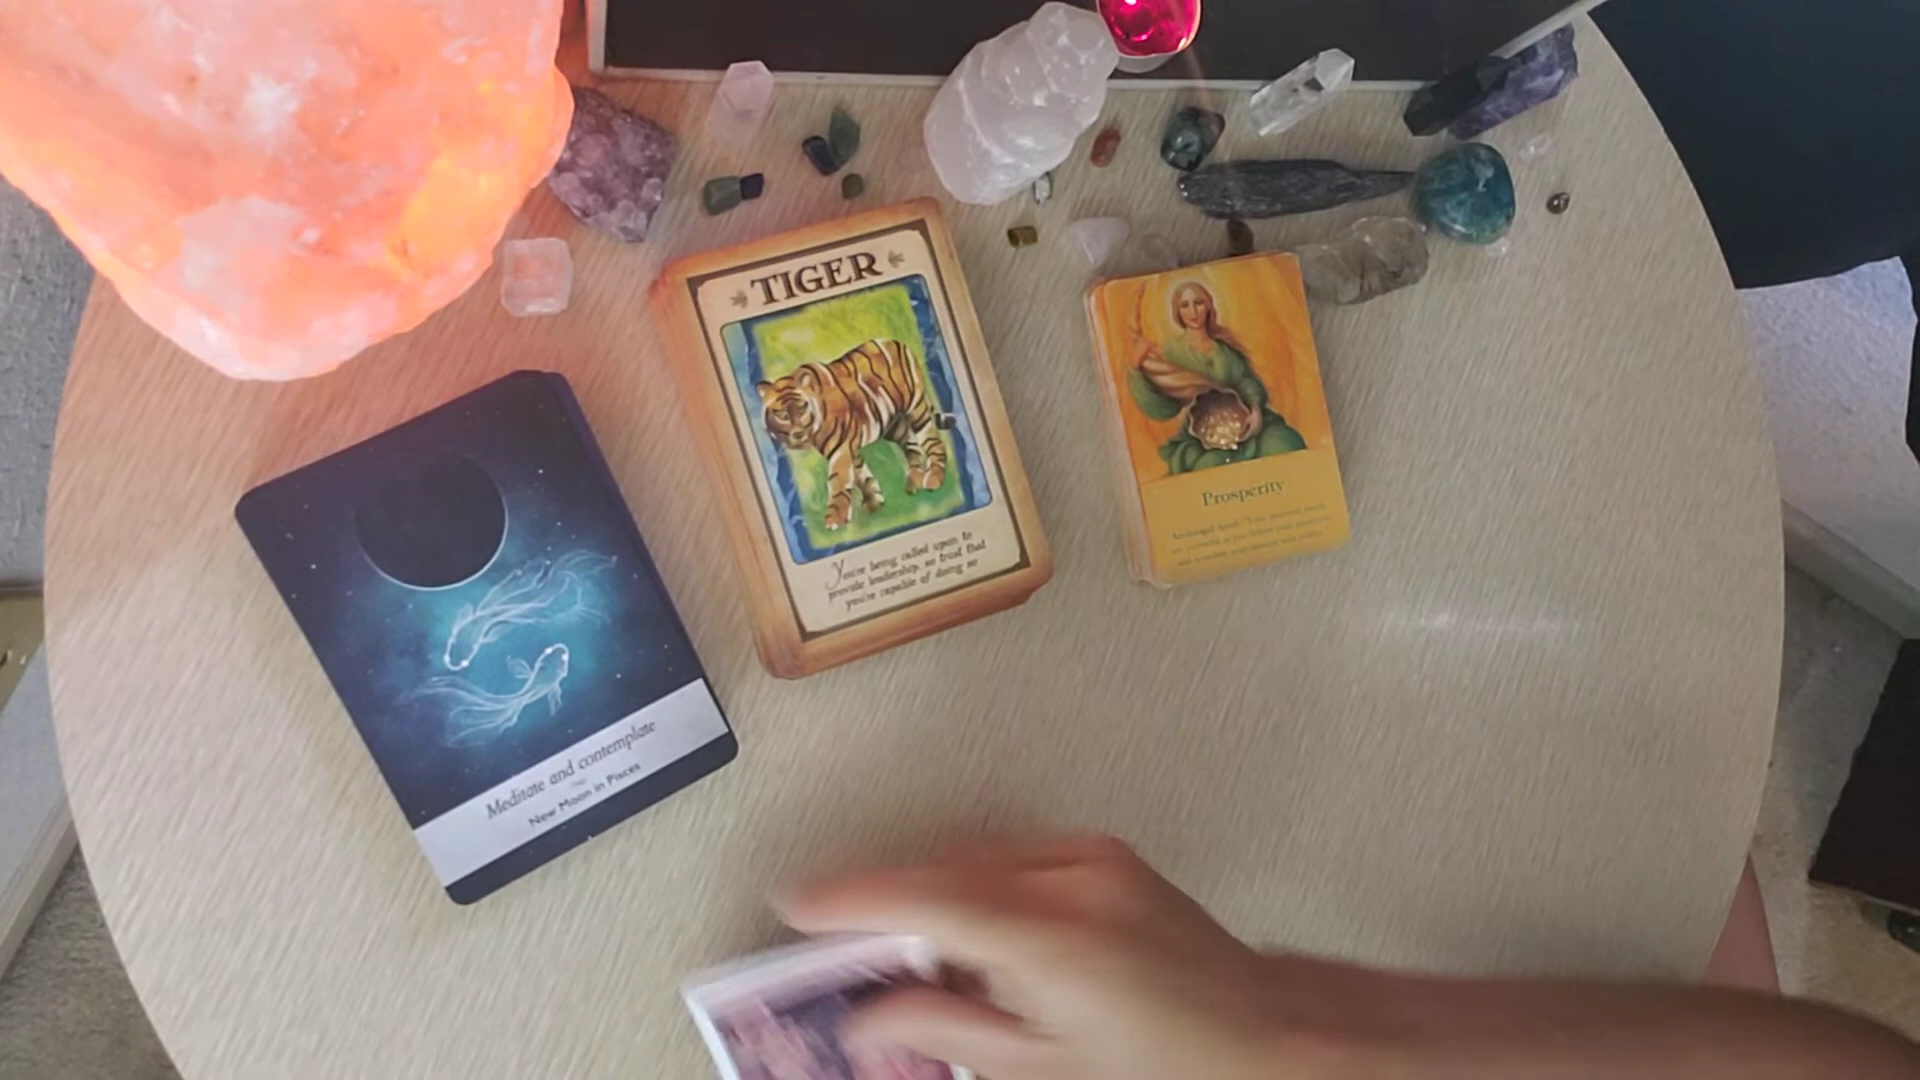 TIGER
You're being called upon to
provide leadership, so trust that
you're capable of doing so
Prosperity
Meditate and contemplate
New Moon in Pisces